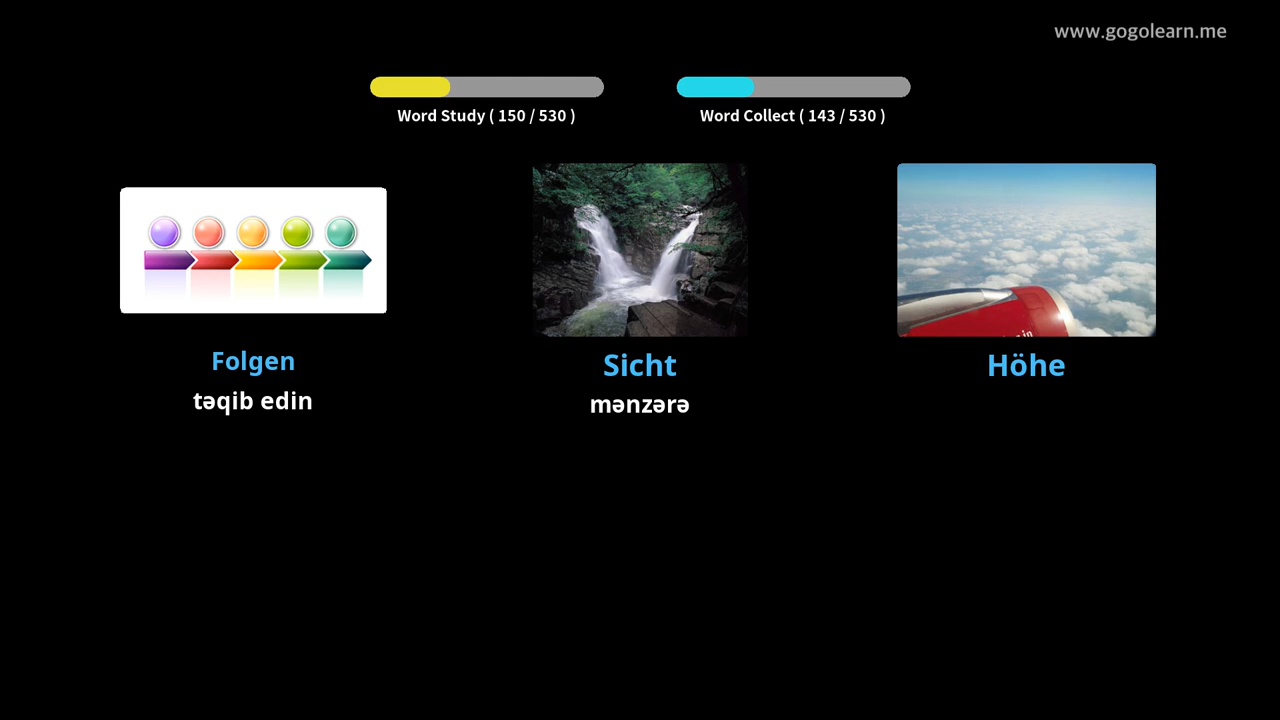 www.gogolearn.me
Word Study ( 150 / 530 )
Word Collect ( 143 / 530 )
Folgen
təqib edin
Sicht
mənzərə
Höhe